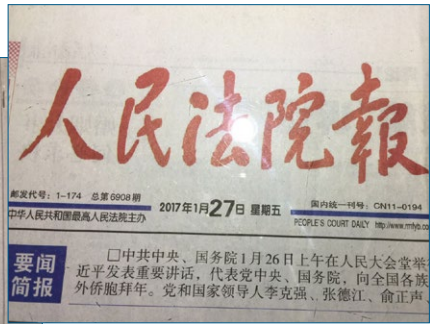 人民法院報
邮发代号：1-174 总第6908期
中华人民共和国最高人民法院主办
2017年1月27日 星期五
国内统一刊号：CN11-0194
PEOPLE'S COURT DAILY http://www.rmfyb.co
要闻
简报
□中共中央、国务院1月26日上午在人民大会堂举
近平发表重要讲话，代表党中央、国务院，向全国各族
外侨胞拜年。党和国家领导人李克强、张德江、俞正声